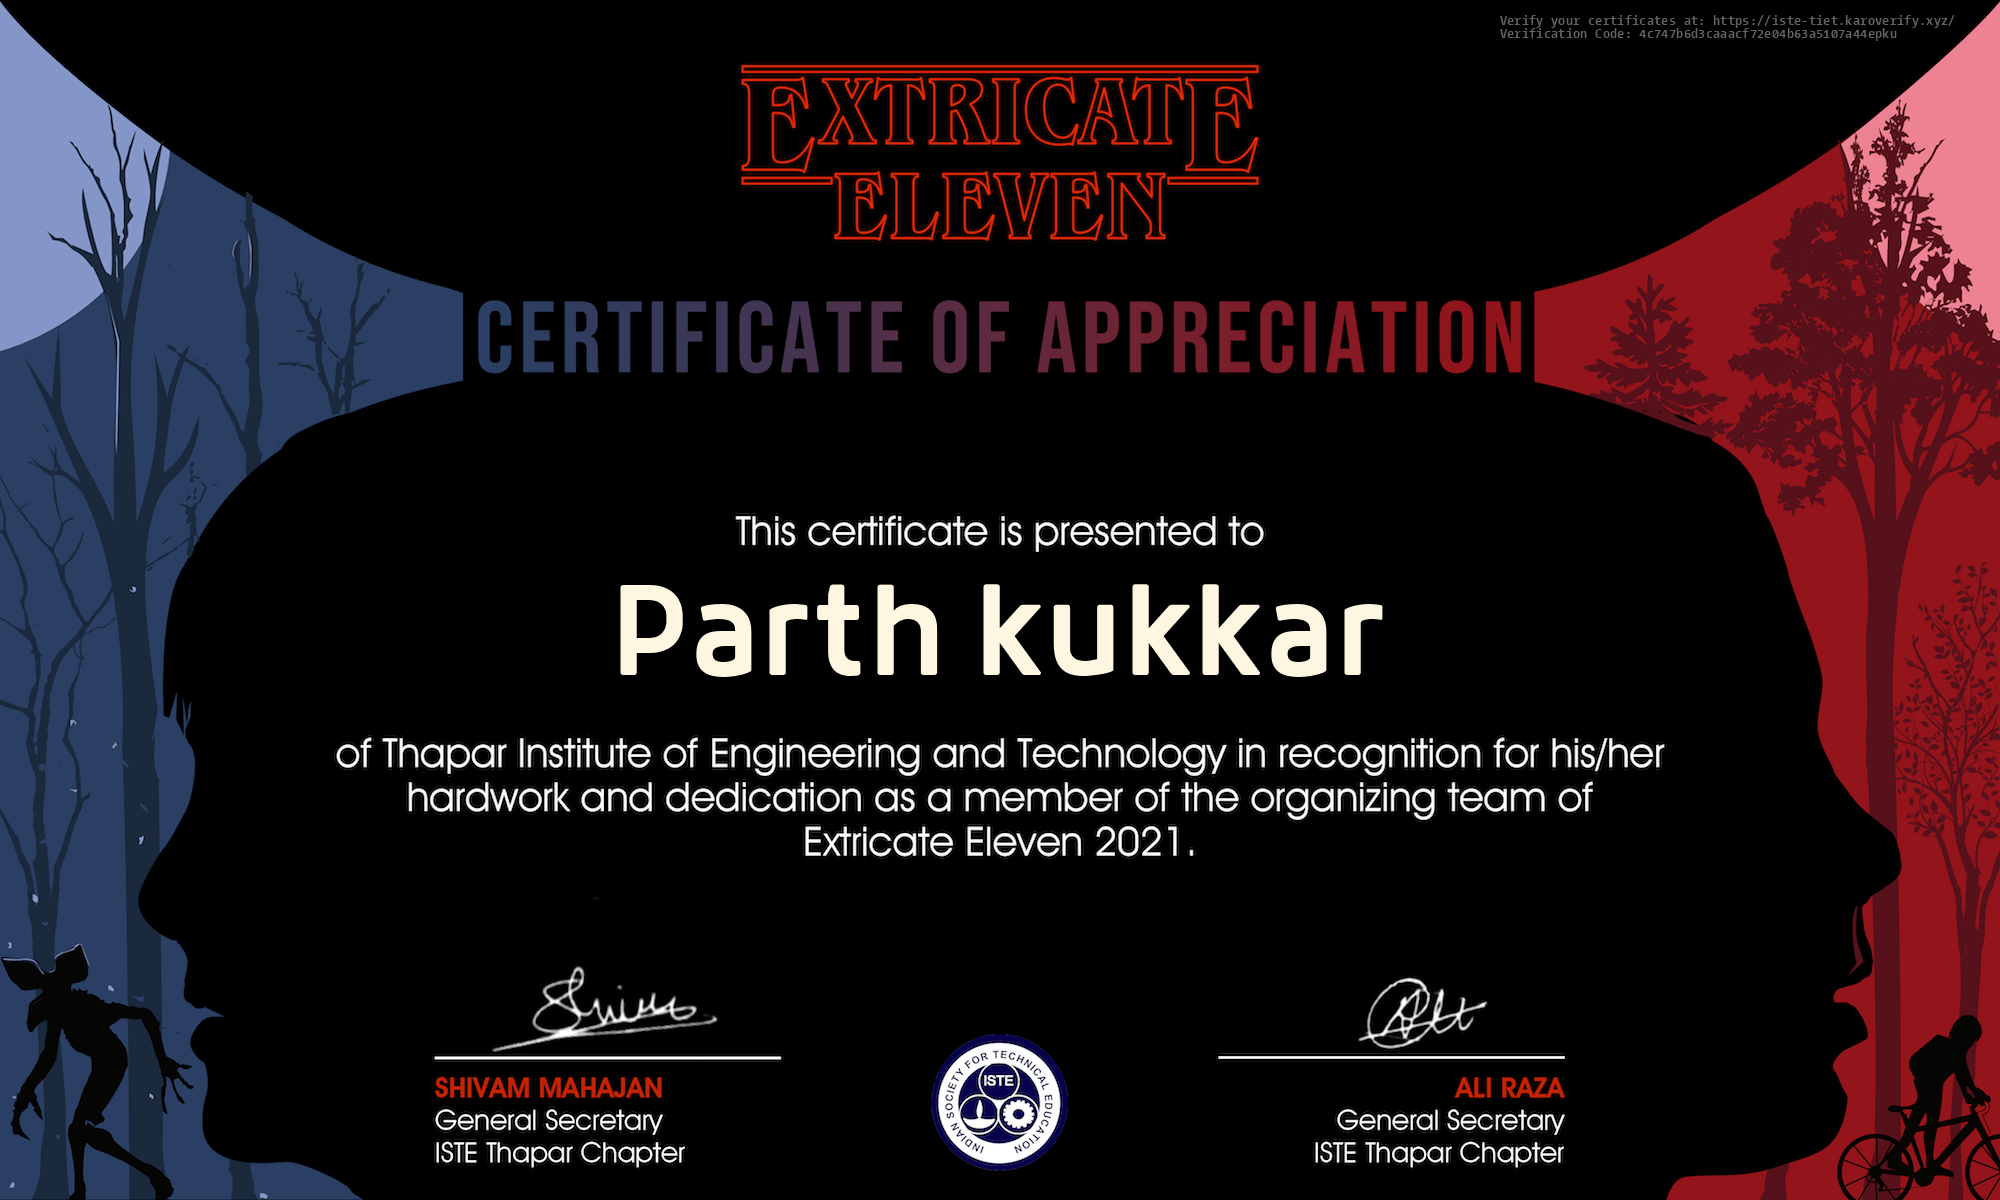 Verify your certificates at: https://iste-tiet.karoverify.xyz/
Verification Code: 4c747b6d3caaacf72e04b63a5107a44epku
EXTRICATE
ELEVEN
CERTIFICATE OF APPRECIATION
This certificate is presented to
Parth kukkar
of Thapar Institute of Engineering and Technology in recognition for his/her
hardwork and dedication as a member of the organizing team of
Extricate Eleven 2021.
SHIVAM MAHAJAN
General Secretary
ISTE Thapar Chapter
INDIAN SOCIETY FOR TECHNICAL EDUCATION
ISTE
ALI RAZA
General Secretary
ISTE Thapar Chapter